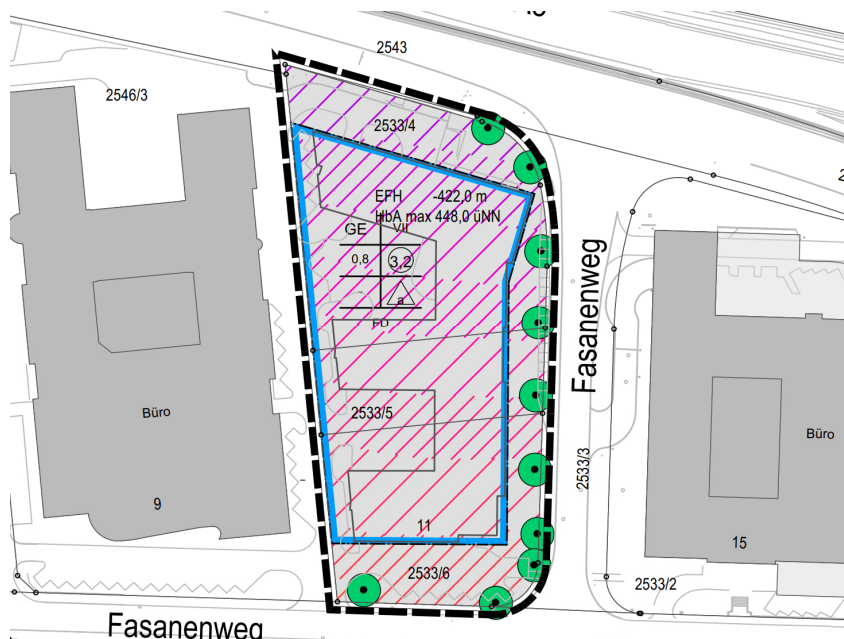 2543
2546/3
2533/4
EFH -422,0 m
HbA max 448,0 üNN
GE VII
0,8 3,2
a
FD
Fasanenweg
2533/5
Büro
Büro
2533/3
9
11
15
2533/6
2533/2
Fasanenweg